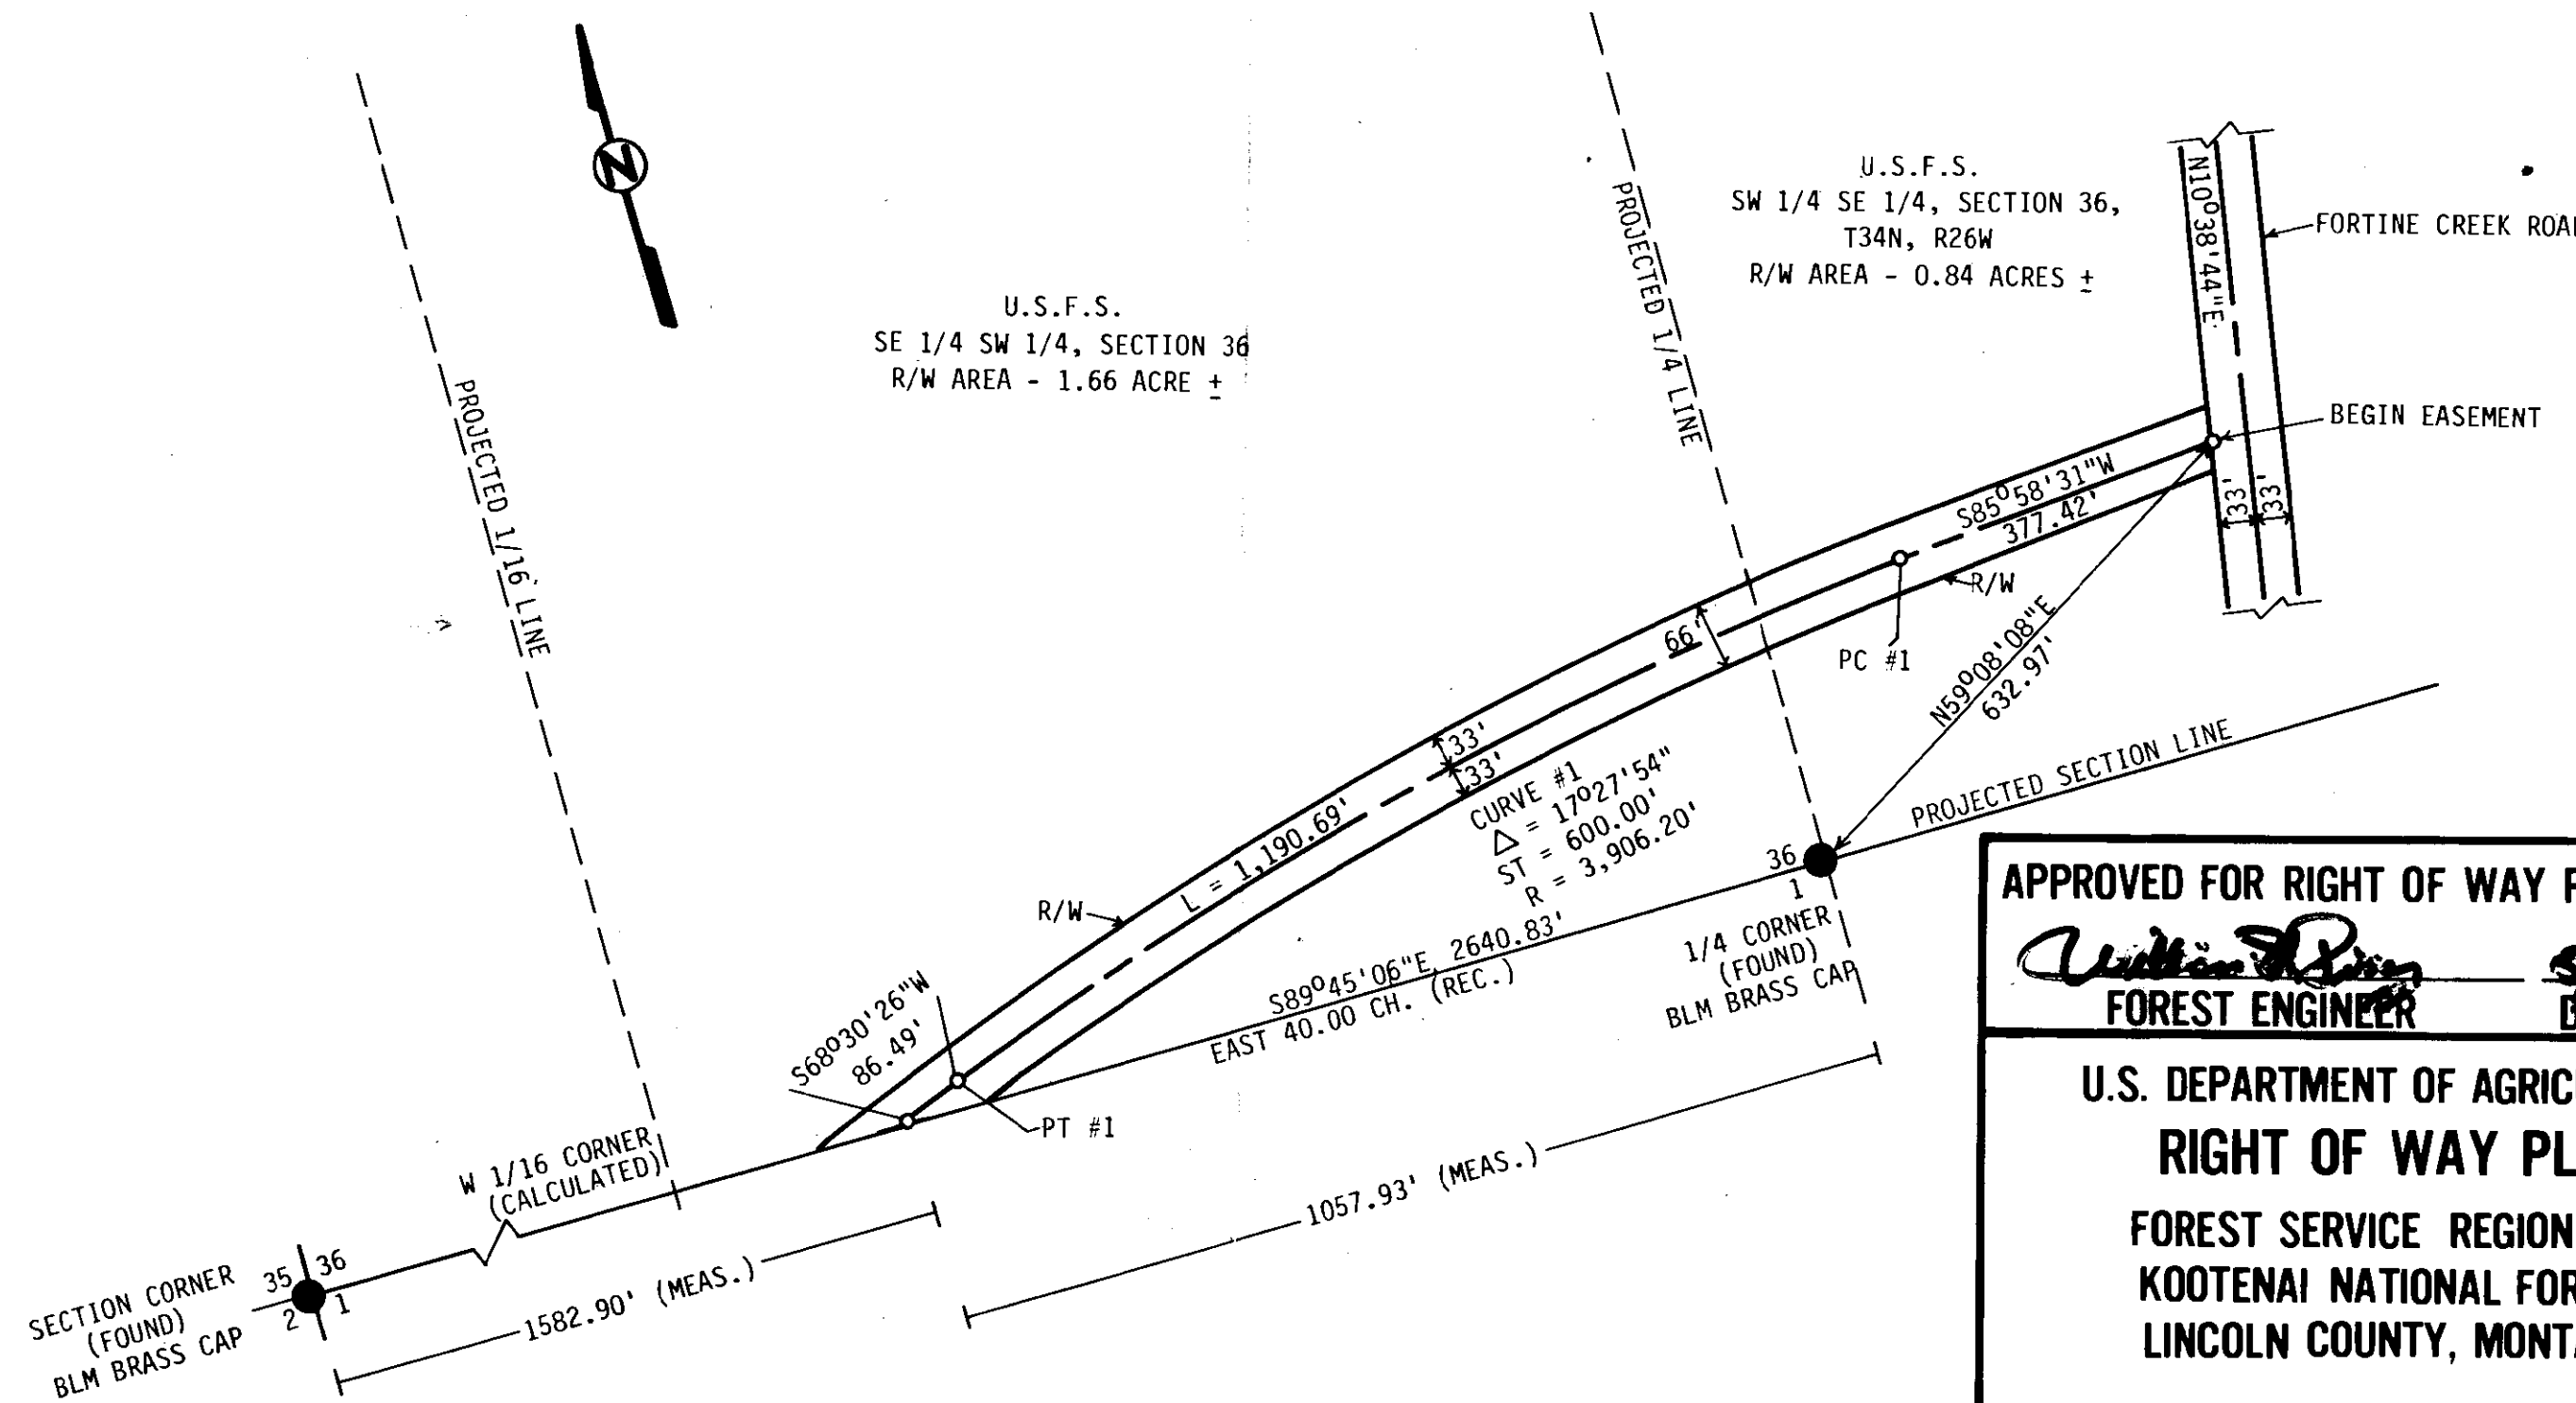 N
PROJECTED 1/16 LINE
U.S.F.S.
SE 1/4 SW 1/4, SECTION 36
R/W AREA - 1.66 ACRE ±
PROJECTED 1/4 LINE
U.S.F.S.
SW 1/4 SE 1/4, SECTION 36,
T34N, R26W
R/W AREA - 0.84 ACRES ±
N10°38'44"E
FORTINE CREEK ROA
BEGIN EASEMENT
S85°58'31"W
377.42'
33'
33'
R/W
PC #1
66'
N59°08'08"E
632.97'
PROJECTED SECTION LINE
33'
33'
CURVE #1
Δ = 17°27'54"
ST = 600.00'
R = 3,906.20'
L = 1,190.69'
R/W
36
1
1/4 CORNER
(FOUND)
BLM BRASS CAP
S89°45'06"E, 2640.83'
EAST 40.00 CH. (REC.)
S68°30'26"W
86.49'
PT #1
W 1/16 CORNER
(CALCULATED)
1057.93' (MEAS.)
1582.90' (MEAS.)
35 36
2 1
SECTION CORNER
(FOUND)
BLM BRASS CAP
APPROVED FOR RIGHT OF WAY
FOREST ENGINEER
U.S. DEPARTMENT OF AGRIC
RIGHT OF WAY PL
FOREST SERVICE REGION
KOOTENAI NATIONAL FOR
LINCOLN COUNTY, MONT